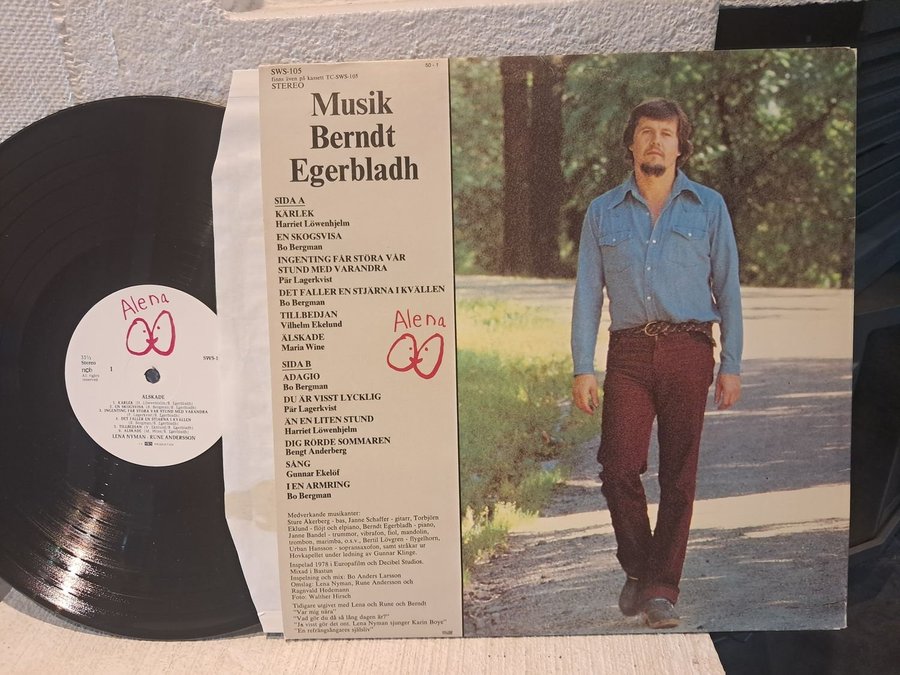 Alena
33⅓
Stereo
ncb
All rights
reserved
1
SWS-1
ÄLSKADE
LENA NYMAN - RUNE ANDERSSON
SWS-105
50 - 1
finns även på kassett TC-SWS-105
STEREO
Musik
Berndt
Egerbladh
SIDA A
KÄRLEK
Harriet Löwenhjelm
EN SKOGSVISA
Bo Bergman
INGENTING FÅR STÖRA VÅR
STUND MED VARANDRA
Pär Lagerkvist
DET FALLER EN STJÄRNA I KVÄLLEN
Bo Bergman
TILLBEDJAN
Vilhelm Ekelund
ÄLSKADE
Maria Wine
Alena
SIDA B
ADAGIO
Bo Bergman
DU ÄR VISST LYCKLIG
Pär Lagerkvist
ÄN EN LITEN STUND
Harriet Löwenhjelm
DIG RÖRDE SOMMAREN
Bengt Anderberg
SÅNG
Gunnar Ekelöf
I EN ARMRING
Bo Bergman
Medverkande musikanter:
Sture Åkerberg - bas, Janne Schaffer - gitarr, Torbjörn
Eklund - flöjt och elpiano, Berndt Egerbladh - piano,
Janne Bandel - trummor, vibrafon, fiol, mandolin,
trombon, marimba, o.s.v., Bertil Lövgren - flygelhorn,
Urban Hansson - sopransaxofon, samt stråkar ur
Hovkapellet under ledning av Gunnar Klinge.
Inspelad 1978 i Europafilm och Decibel Studios.
Mixad i Bastun
Inspelning och mix: Bo Anders Larsson
Omslag: Lena Nyman, Rune Andersson och
Ragnvald Hedemann
Foto: Walther Hirsch
Tidigare utgivet med Lena och Rune och Berndt
"Var mig nära"
"Vad gör du då så lång dagen är?"
"Ja visst gör det ont. Lena Nyman sjunger Karin Boye"
"En refrängsångares självliv"